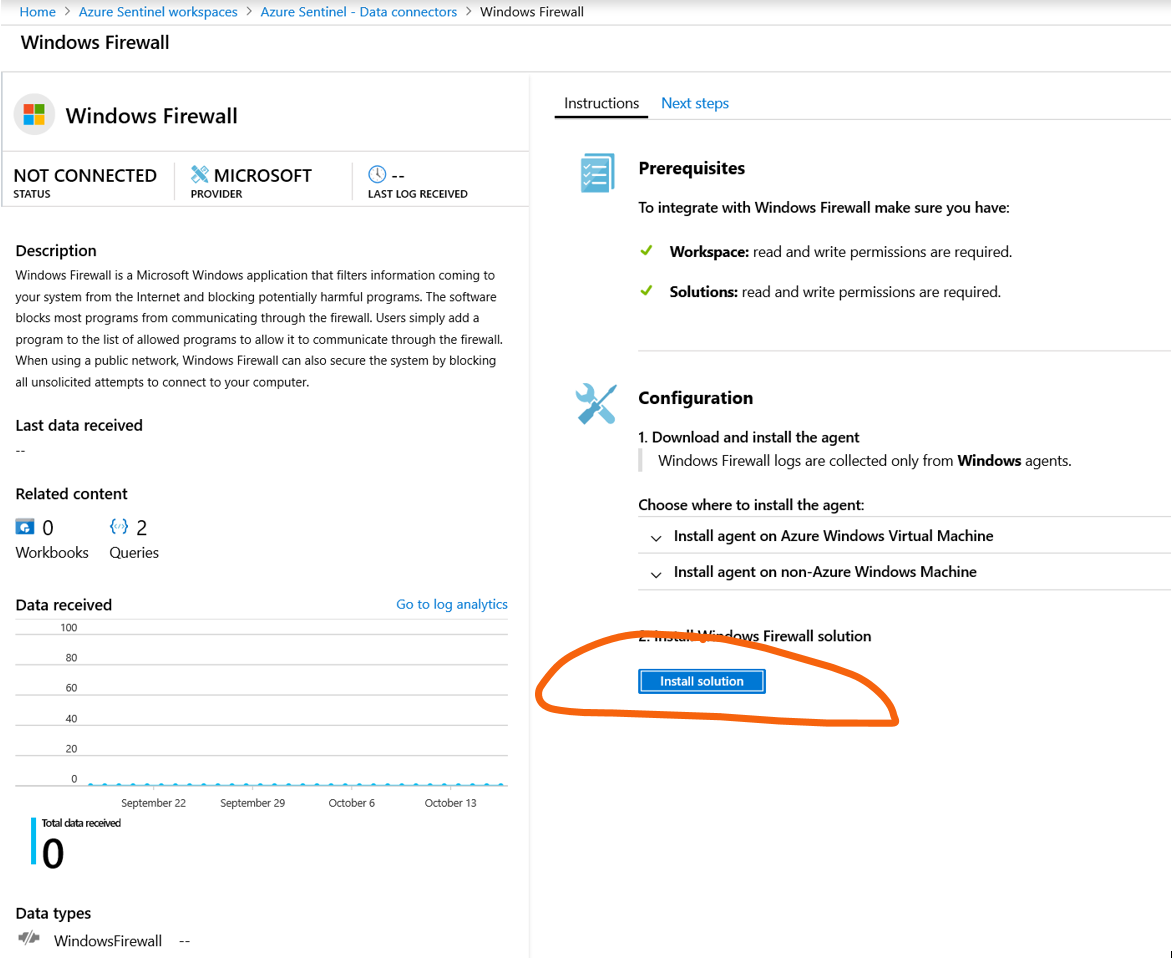 Home > Azure Sentinel workspaces > Azure Sentinel - Data connectors > Windows Firewall
Windows Firewall
Windows Firewall
NOT CONNECTED
STATUS
MICROSOFT
PROVIDER
--
LAST LOG RECEIVED
Description
Windows Firewall is a Microsoft Windows application that filters information coming to
your system from the Internet and blocking potentially harmful programs. The software
blocks most programs from communicating through the firewall. Users simply add a
program to the list of allowed programs to allow it to communicate through the firewall.
When using a public network, Windows Firewall can also secure the system by blocking
all unsolicited attempts to connect to your computer.
Last data received
--
Related content
0
Workbooks
2
Queries
Data received
Go to log analytics
100
80
60
40
20
0
September 22
September 29
October 6
October 13
Total data received
0
Data types
WindowsFirewall --
Instructions
Next steps
Prerequisites
To integrate with Windows Firewall make sure you have:
Workspace: read and write permissions are required.
Solutions: read and write permissions are required.
Configuration
1. Download and install the agent
Windows Firewall logs are collected only from Windows agents.
Choose where to install the agent:
Install agent on Azure Windows Virtual Machine
Install agent on non-Azure Windows Machine
2. Install Windows Firewall solution
Install solution